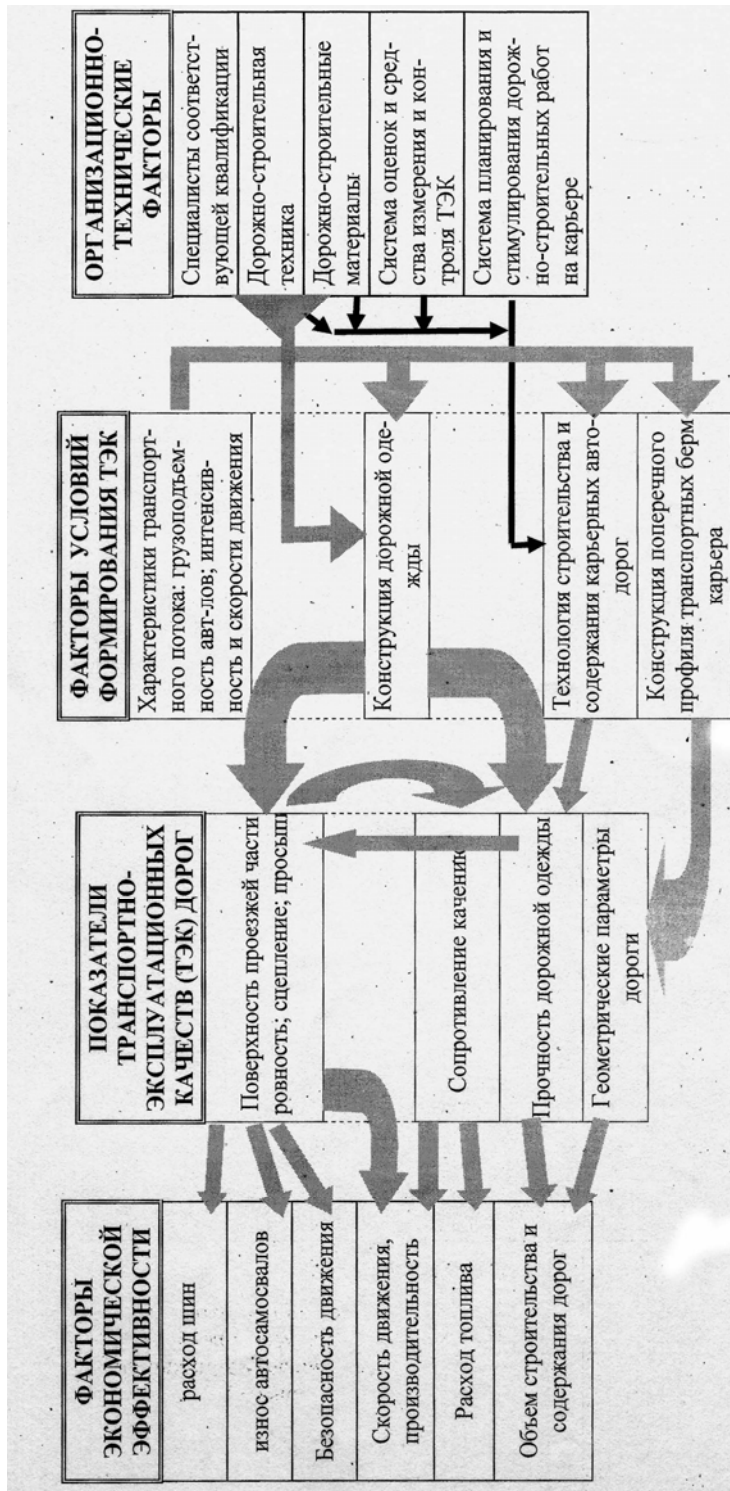 ФАКТОРЫ
ЭКОНОМИЧЕСКОЙ
ЭФФЕКТИВНОСТИ
расход шин
износ автосамосвалов
Безопасность движения
Скорость движения,
производительность
Расход топлива
Объем строительства и
содержания дорог
ПОКАЗАТЕЛИ
ТРАНСПОРТНО-
ЭКСПЛУАТАЦИОННЫХ
КАЧЕСТВ (ТЭК) ДОРОГ
Поверхность проезжей части
ровность; сцепление; просып
Сопротивление качению
Прочность дорожной одежды
Геометрические параметры
дороги
ФАКТОРЫ УСЛОВИЙ
ФОРМИРОВАНИЯ ТЭК
Характеристики транспорт-
ного потока: грузоподъем-
ность авт-лов; интенсив-
ность и скорости движения
Конструкция дорожной оде-
жды
Технология строительства и
содержания карьерных авто-
дорог
Конструкция поперечного
профиля транспортных берм
карьера
ОРГАНИЗАЦИОННО-
ТЕХНИЧЕСКИЕ
ФАКТОРЫ
Специалисты соответст-
вующей квалификации
Дорожно-строительная
техника
Дорожно-строительные
материалы
Система оценок и сред-
ства измерения и кон-
троля ТЭК
Система планирования и
стимулирования дорож-
но-строительных работ
на карьере